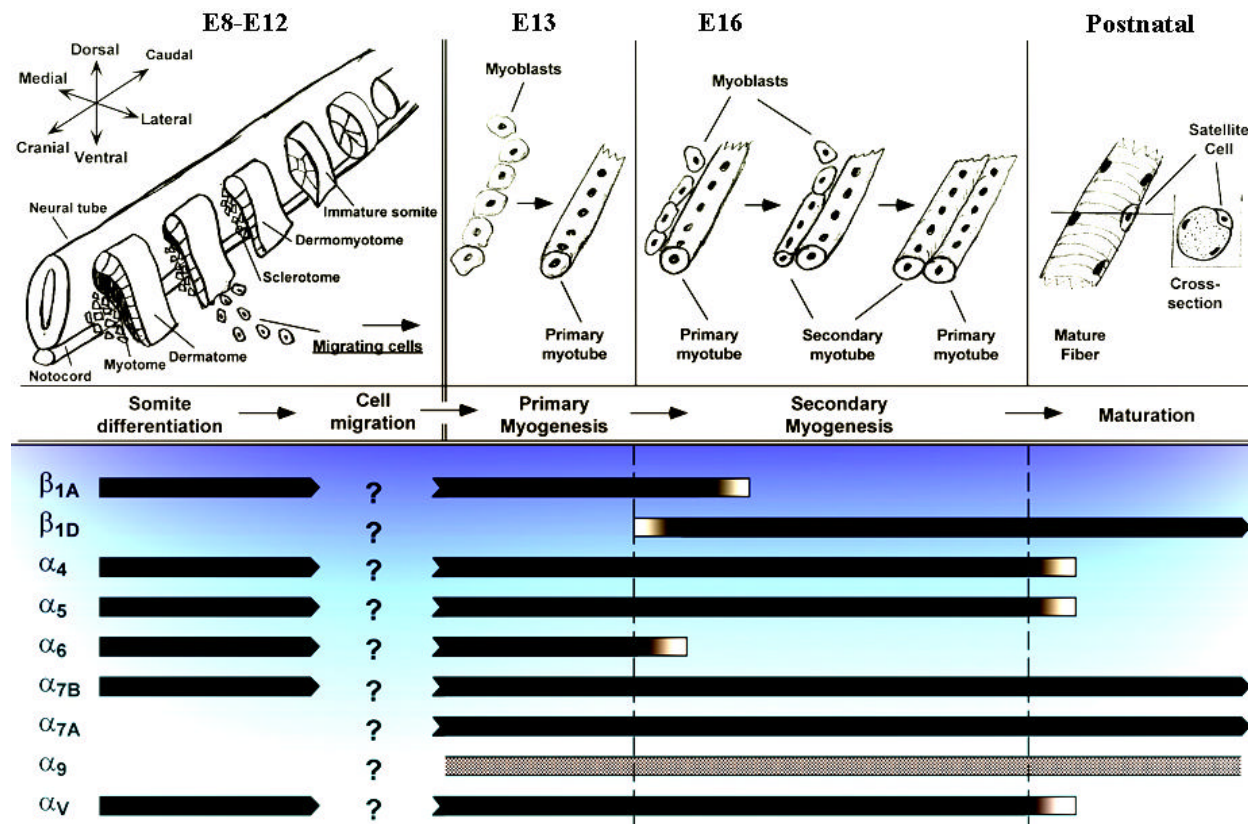 E8-E12
E13
E16
Postnatal
Dorsal
Caudal
Medial
Lateral
Cranial
Ventral
Neural tube
Immature somite
Dermomyotome
Sclerotome
Migrating cells
Dermatome
Myotome
Notocord
Myoblasts
Primary
myotube
Myoblasts
Primary
myotube
Secondary
myotube
Primary
myotube
Satellite
Cell
Cross-
section
Mature
Fiber
Somite
differentiation
Cell
migration
Primary
Myogenesis
Secondary
Myogenesis
Maturation
β1A ?
β1D ?
α4 ?
α5 ?
α6 ?
α7B ?
α7A ?
α9 ?
αV ?